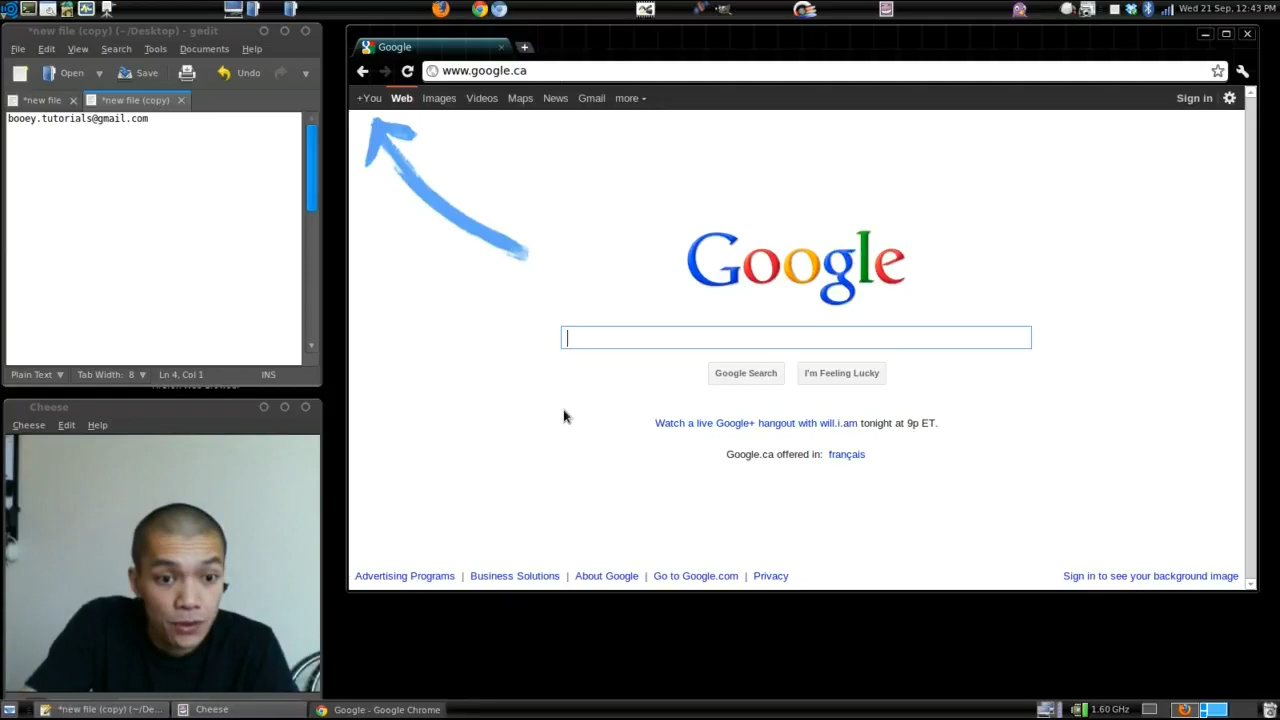 Wed 21 Sep, 12:43 PM
*new file (copy) (~/Desktop) - gedit
File Edit View Search Tools Documents Help
Open Save Undo
*new file *new file (copy)
booey.tutorials@gmail.com
Plain Text Tab Width: 8 Ln 4, Col 1 INS
Cheese
Cheese Edit Help
Google
www.google.ca
+You Web Images Videos Maps News Gmail more Sign in
Google
Google Search I'm Feeling Lucky
Watch a live Google+ hangout with will.i.am tonight at 9p ET.
Google.ca offered in: français
Advertising Programs | Business Solutions | About Google | Go to Google.com | Privacy Sign in to see your background image
*new file (copy) (~/De... Cheese Google - Google Chrome 1.60 GHz